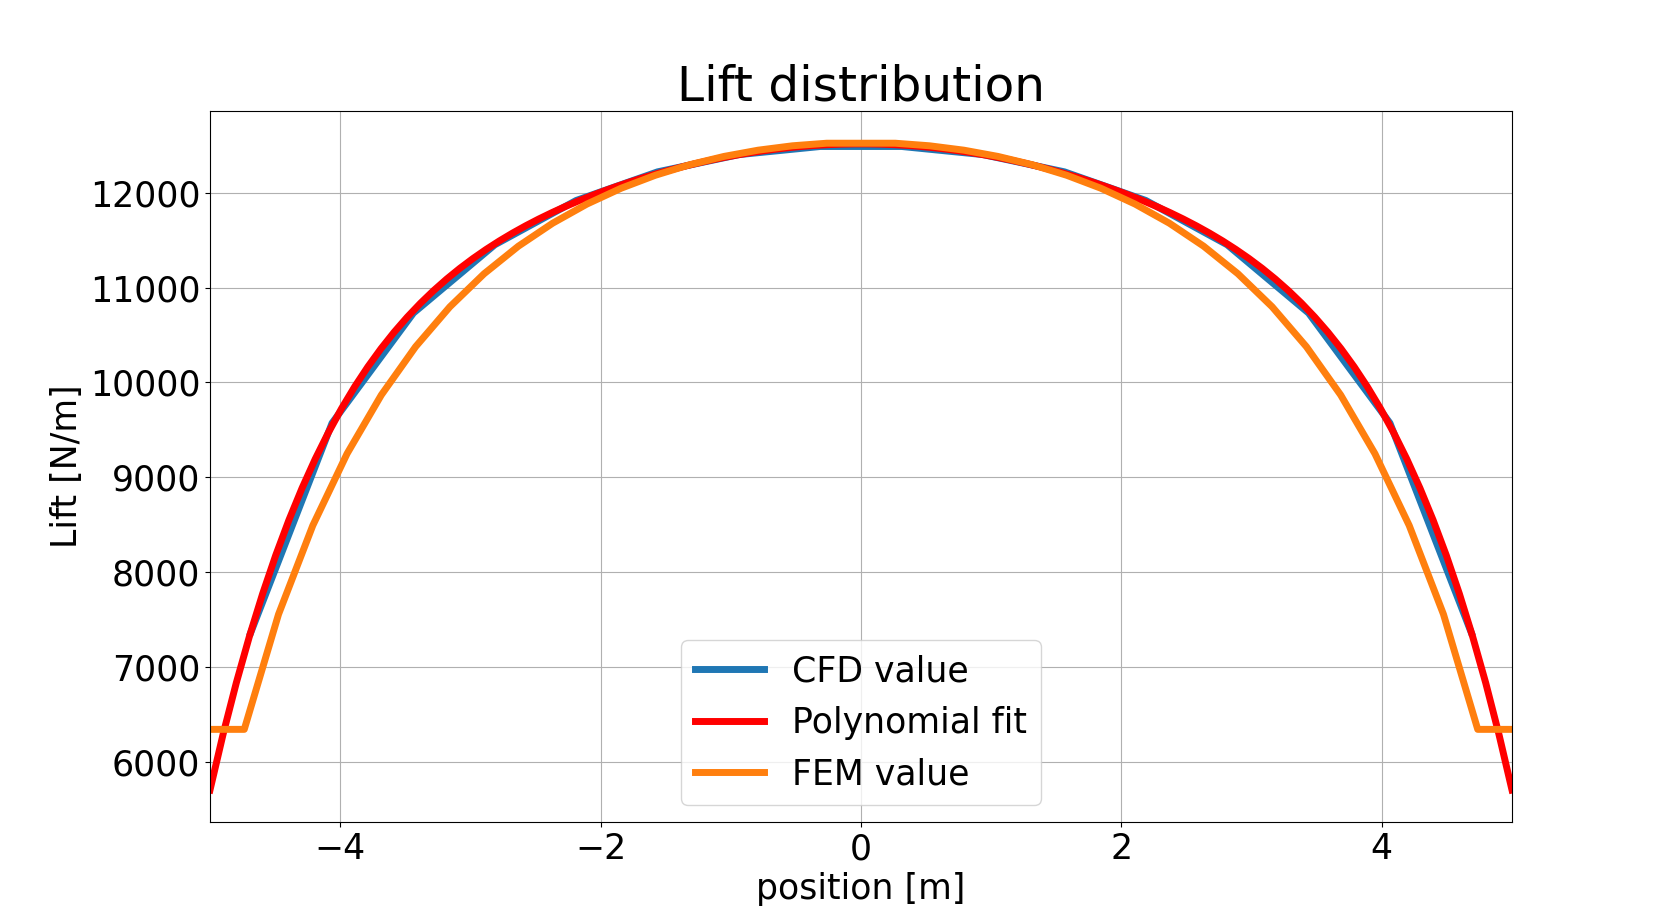 Lift distribution
12000
11000
10000
9000
8000
7000
6000
Lift [N/m]
CFD value
Polynomial fit
FEM value
−4
−2
0
2
4
position [m]